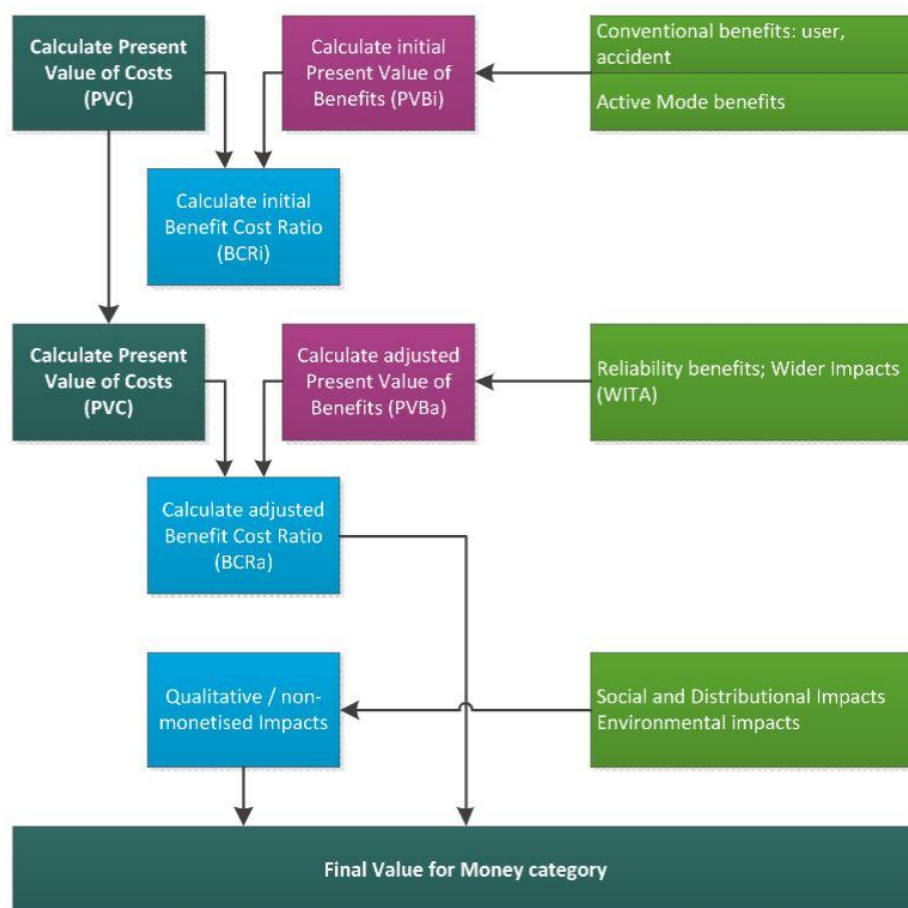 Calculate Present
Value of Costs
(PVC)
Calculate initial
Present Value of
Benefits (PVBi)
Conventional benefits: user,
accident
Active Mode benefits
Calculate initial
Benefit Cost Ratio
(BCRi)
Calculate Present
Value of Costs
(PVC)
Calculate adjusted
Present Value of
Benefits (PVBa)
Reliability benefits; Wider Impacts
(WITA)
Calculate adjusted
Benefit Cost Ratio
(BCRa)
Qualitative / non-
monetised Impacts
Social and Distributional Impacts
Environmental impacts
Final Value for Money category